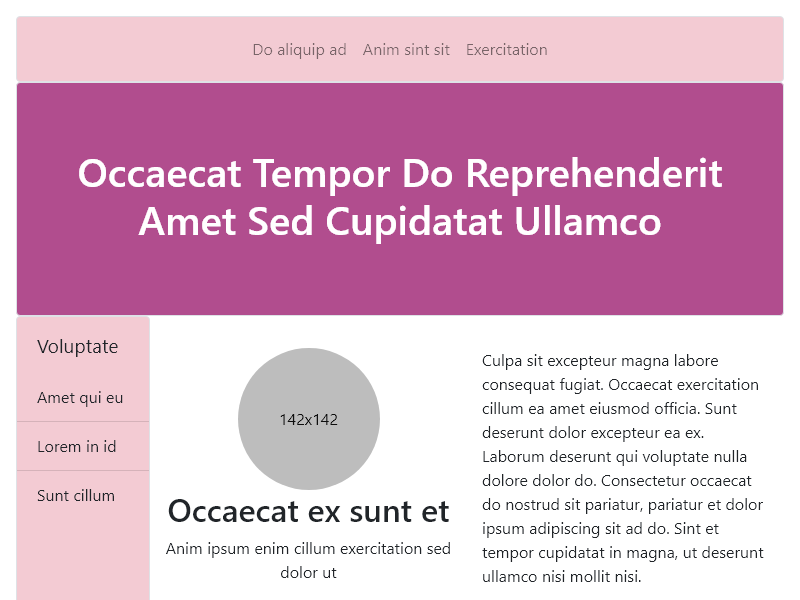 Do aliquip ad Anim sint sit Exercitation
Occaecat Tempor Do Reprehenderit
Amet Sed Cupidatat Ullamco
Voluptate
Amet qui eu
Lorem in id
Sunt cillum
142x142
Occaecat ex sunt et
Anim ipsum enim cillum exercitation sed
dolor ut
Culpa sit excepteur magna labore
consequat fugiat. Occaecat exercitation
cillum ea amet eiusmod officia. Sunt
deserunt dolor excepteur ea ex.
Laborum deserunt qui voluptate nulla
dolore dolor do. Consectetur occaecat
do nostrud sit pariatur, pariatur et dolor
ipsum adipiscing sit ad do. Sint et
tempor cupidatat in magna, ut deserunt
ullamco nisi mollit nisi.